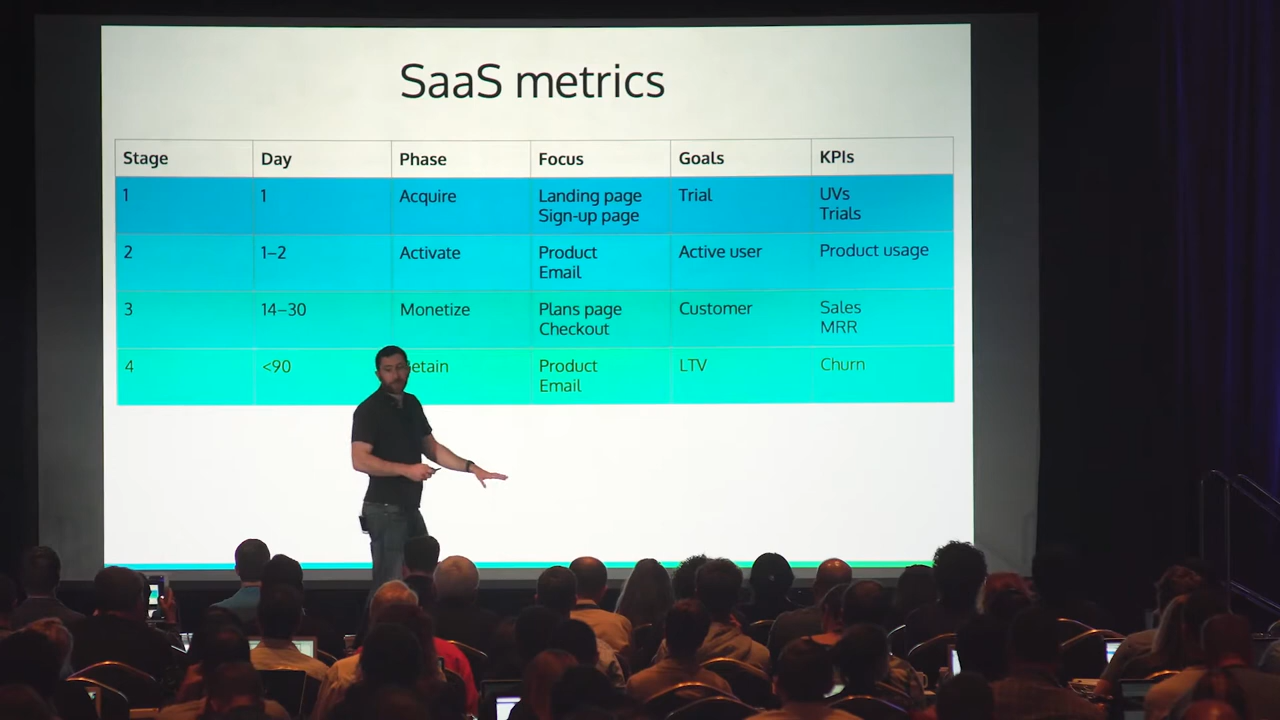 SaaS metrics
Stage Day Phase Focus Goals KPIs
1 1 Acquire Landing page Trial UVs
Sign-up page Trials
2 1–2 Activate Product Active user Product usage
Email
3 14–30 Monetize Plans page Customer Sales
Checkout MRR
4 <90 etain Product LTV Churn
Email